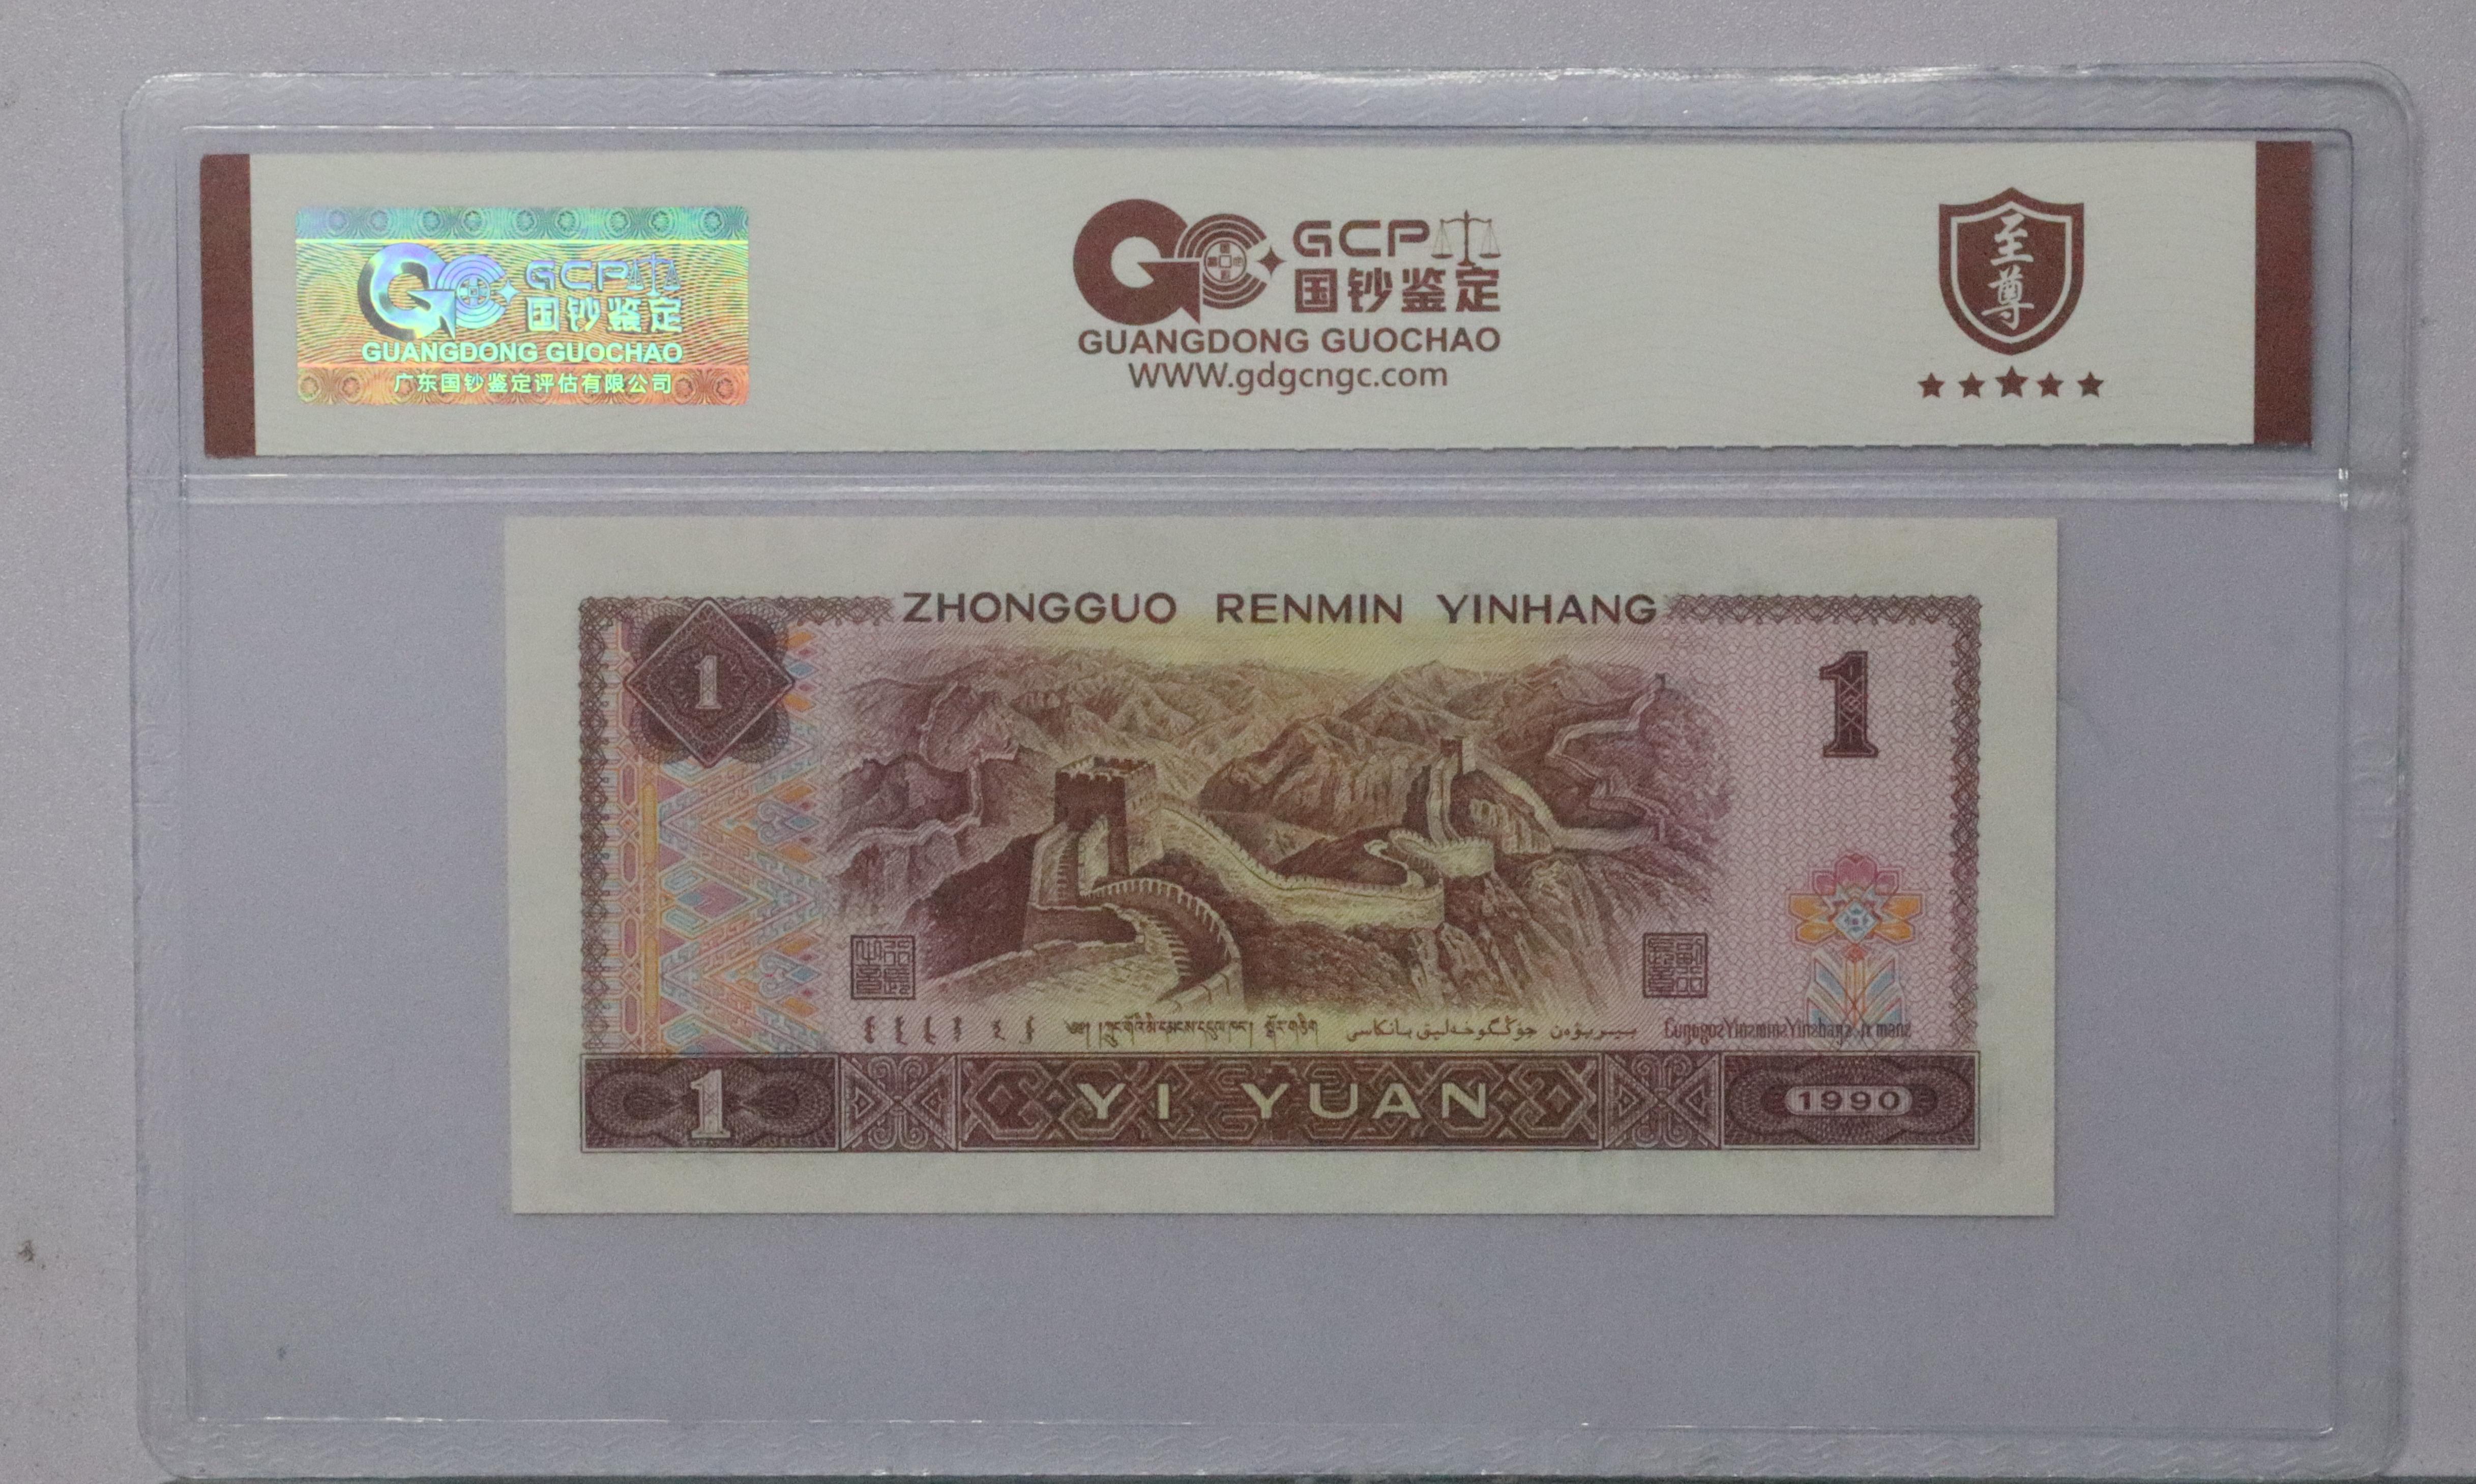 GCP
国钞鉴定
GUANGDONG GUOCHAO
广东国钞鉴定评估有限公司
GCP
国钞鉴定
GUANGDONG GUOCHAO
WWW.gdgcngc.com
至尊
ZHONGGUO RENMIN YINHANG
1
1
1
YI YUAN
1990